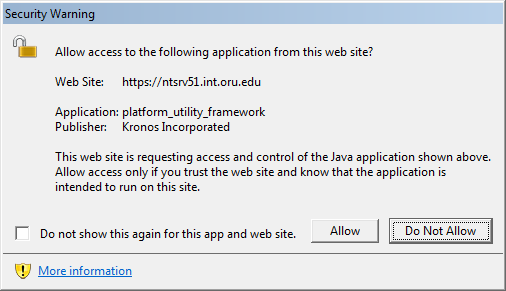 Security Warning
Allow access to the following application from this web site?
Web Site: https://ntsrv51.int.oru.edu
Application: platform_utility_framework
Publisher: Kronos Incorporated
This web site is requesting access and control of the Java application shown above.
Allow access only if you trust the web site and know that the application is
intended to run on this site.
Do not show this again for this app and web site.
Allow
Do Not Allow
More information